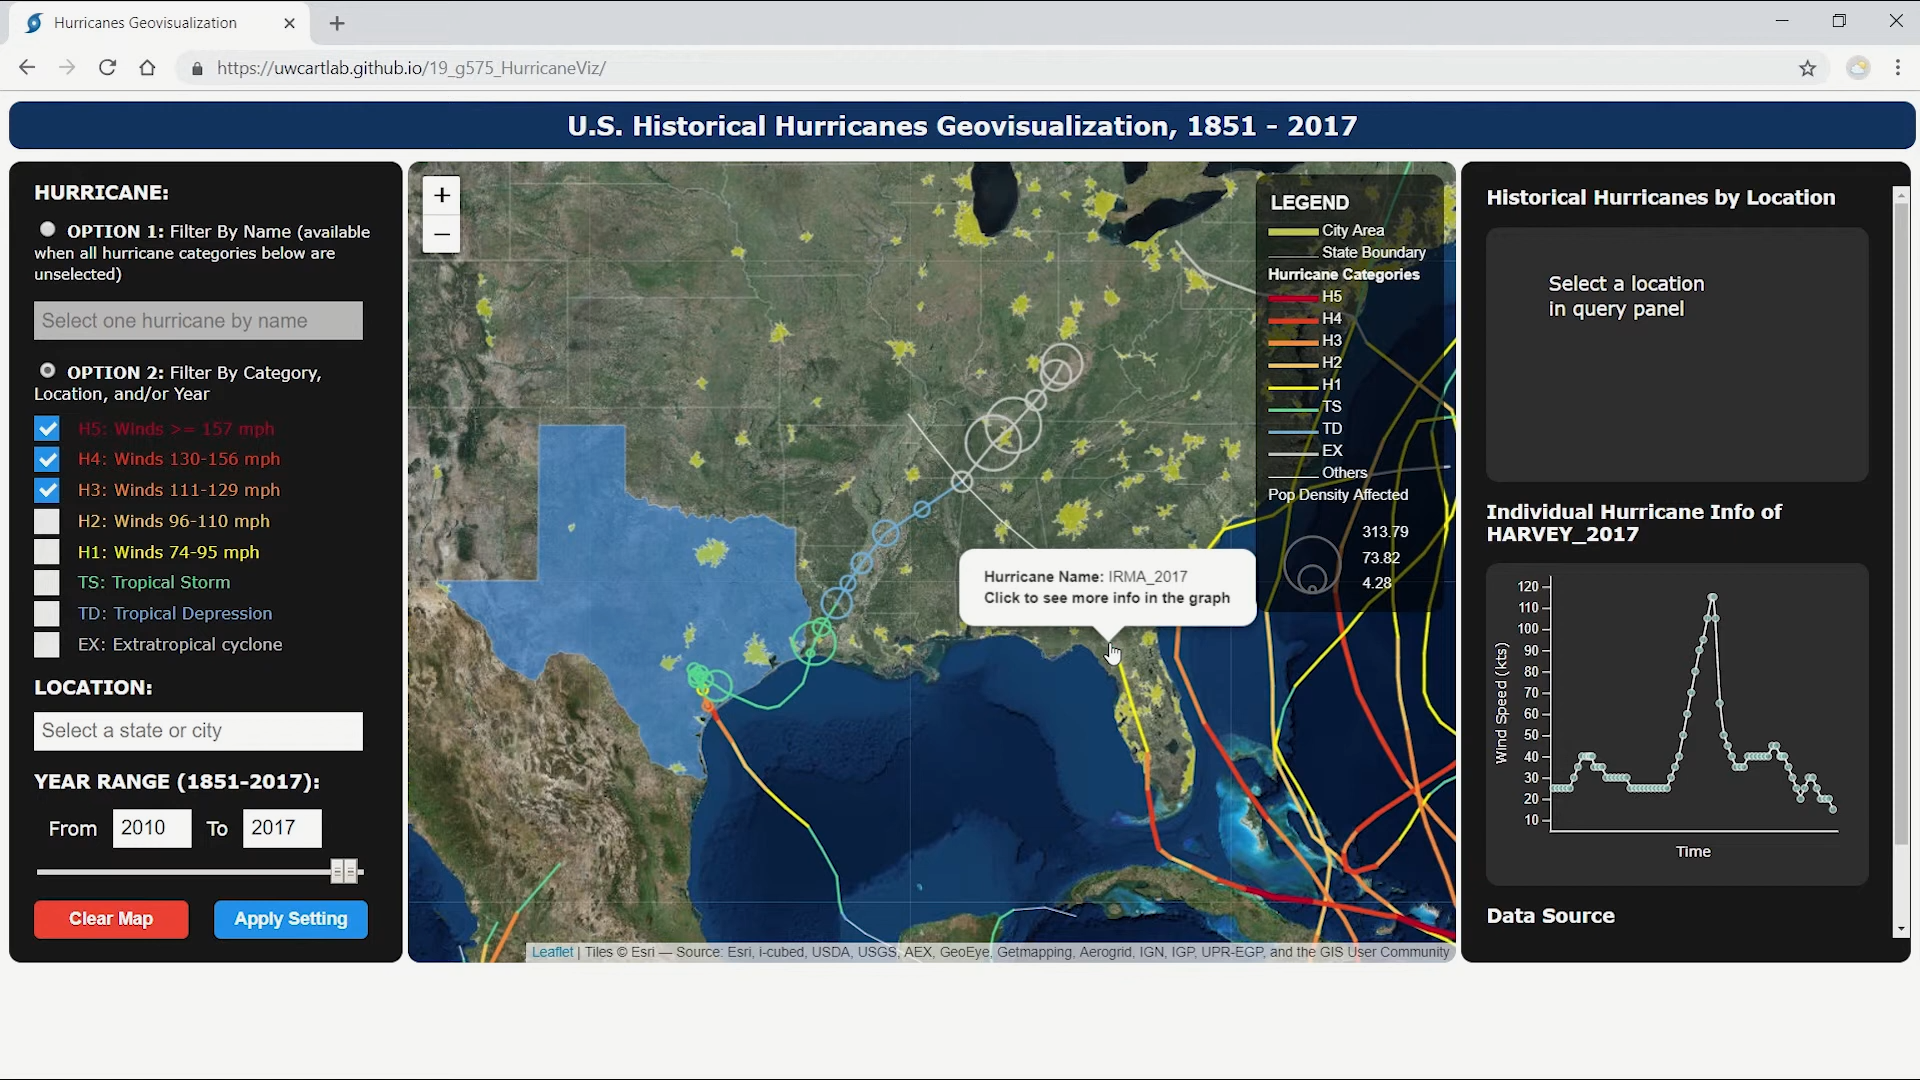 Hurricanes Geovisualization
https://uwcartlab.github.io/19_g575_HurricaneViz/
U.S. Historical Hurricanes Geovisualization, 1851 - 2017
HURRICANE:
OPTION 1: Filter By Name (available
when all hurricane categories below are
unselected)
Select one hurricane by name
OPTION 2: Filter By Category,
Location, and/or Year
H5: Winds >= 157 mph
H4: Winds 130-156 mph
H3: Winds 111-129 mph
H2: Winds 96-110 mph
H1: Winds 74-95 mph
TS: Tropical Storm
TD: Tropical Depression
EX: Extratropical cyclone
LOCATION:
Select a state or city
YEAR RANGE (1851-2017):
From 2010 To 2017
Clear Map Apply Setting
+
−
LEGEND
City Area
State Boundary
Hurricane Categories
H5
H4
H3
H2
H1
TS
TD
EX
Others
Pop Density Affected
313.79
73.82
4.28
Hurricane Name: IRMA_2017
Click to see more info in the graph
Leaflet | Tiles © Esri — Source: Esri, i-cubed, USDA, USGS, AEX, GeoEye, Getmapping, Aerogrid, IGN, IGP, UPR-EGP, and the GIS User Community
Historical Hurricanes by Location
Select a location
in query panel
Individual Hurricane Info of
HARVEY_2017
120
110
100
90
80
70
60
50
40
30
20
10
Wind Speed (kts)
Time
Data Source